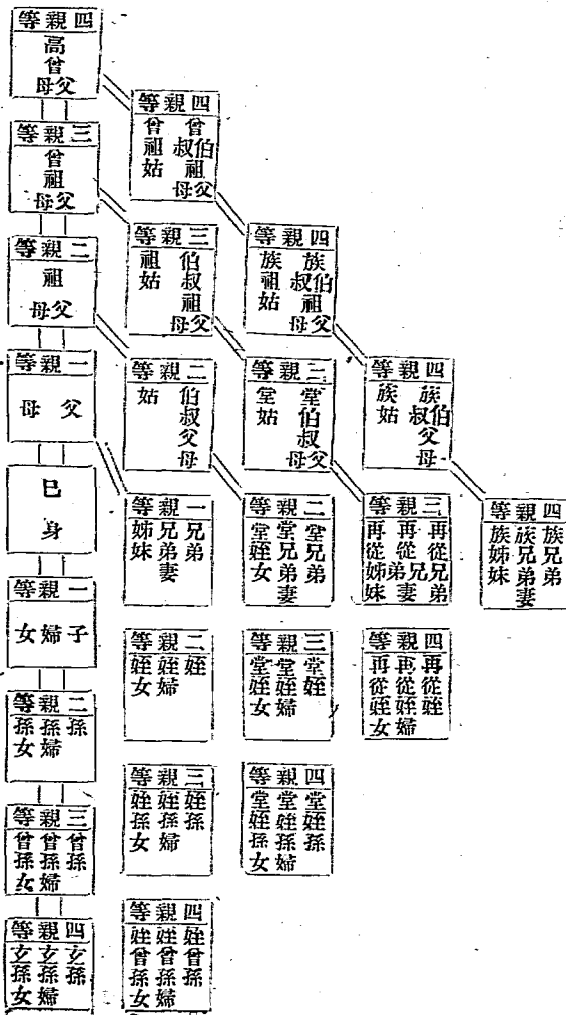 四親等
高曾父母
四親等
曾伯叔祖父母
曾祖姑
三親等
曾祖父母
三親等
伯叔祖父母
祖姑
四親等
族伯叔祖父母
族祖姑
二親等
祖父母
二親等
伯叔父母
姑
三親等
堂伯叔父母
堂姑
四親等
族伯叔父母
族姑
一親等
父母
巳身
一親等
兄弟
兄弟妻
姊妹
二親等
堂兄弟
堂兄弟妻
堂姪女
三親等
再從兄弟
再從兄弟妻
再從姊妹
四親等
族兄弟
族兄弟妻
族姊妹
一親等
子婦女
二親等
姪
姪婦
姪女
三親等
堂姪
堂姪婦
堂姪女
四親等
再從姪
再從姪婦
再從姪女
二親等
孫
孫婦
孫女
三親等
姪孫
姪孫婦
姪孫女
四親等
堂姪孫
堂姪孫婦
堂姪孫女
三親等
曾孫
曾孫婦
曾孫女
四親等
姪曾孫
姪曾孫婦
姪曾孫女
四親等
玄孫
玄孫婦
玄孫女